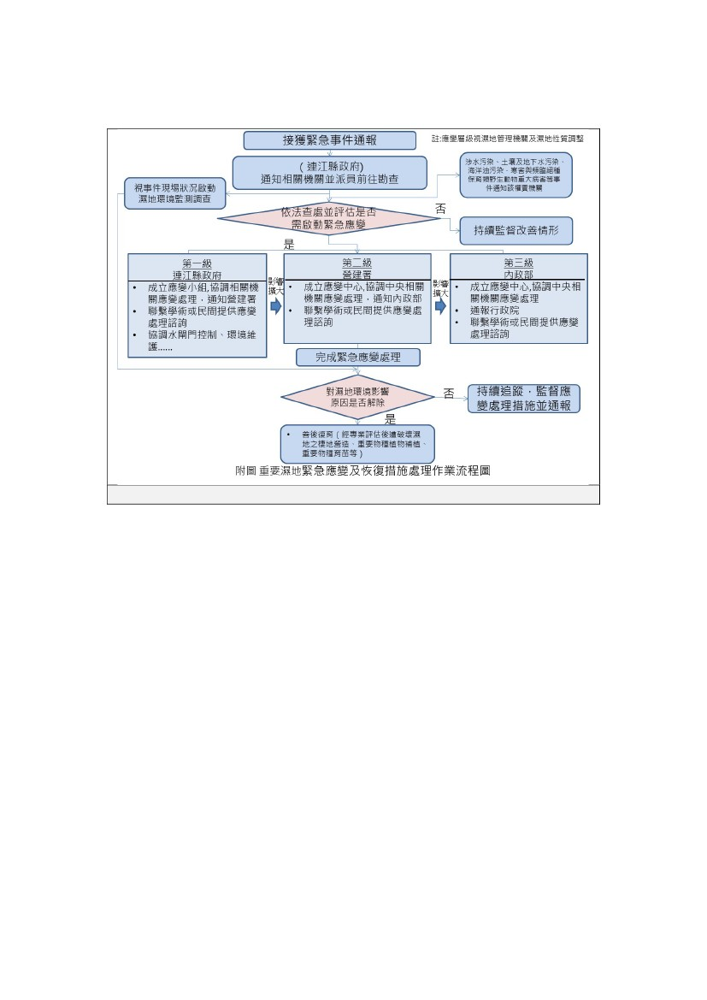 接獲緊急事件通報
註:應變層級視濕地管理機關及濕地性質調整
(連江縣政府)
通知相關機關並派員前往勘查
涉水污染、土壤及地下水污染、
海洋油污染、寒害與頻臨絕種
保育類野生動物重大病害等事
件通知該權責機關
視事件現場狀況啟動
濕地環境監測調查
依法查處並評估是否
需啟動緊急應變
否
持續監督改善情形
是
第一級
連江縣政府
• 成立應變小組,協調相關機
關應變處理，通知營建署
• 聯繫學術或民間提供應變
處理諮詢
• 協調水閘門控制、環境維
護……
影響
擴大
第二級
營建署
• 成立應變中心,協調中央相關
機關應變處理，通知內政部
• 聯繫學術或民間提供應變處
理諮詢
影響
擴大
第三級
內政部
• 成立應變中心,協調中央相
關機關應變處理
• 通報行政院
• 聯繫學術或民間提供應變
處理諮詢
完成緊急應變處理
對濕地環境影響
原因是否解除
否
持續追蹤，監督應
變處理措施並通報
是
• 善後復育（經專業評估後遭破壞濕
地之棲地營造、重要物種植物補植、
重要物種育苗等）
附圖 重要濕地緊急應變及恢復措施處理作業流程圖